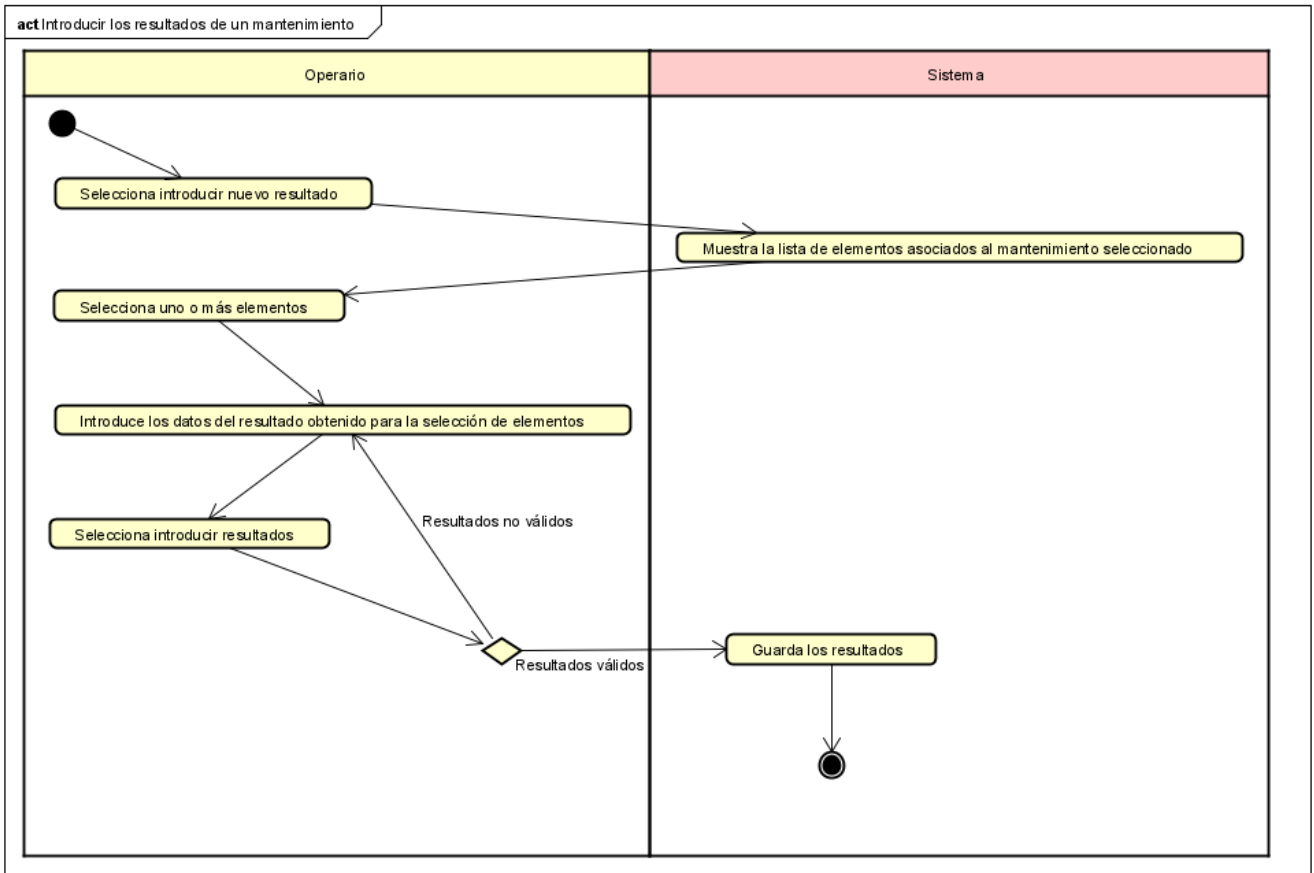 act Introducir los resultados de un mantenimiento
Operario
Sistema
Selecciona introducir nuevo resultado
Muestra la lista de elementos asociados al mantenimiento seleccionado
Selecciona uno o más elementos
Introduce los datos del resultado obtenido para la selección de elementos
Resultados no válidos
Selecciona introducir resultados
Guarda los resultados
Resultados válidos